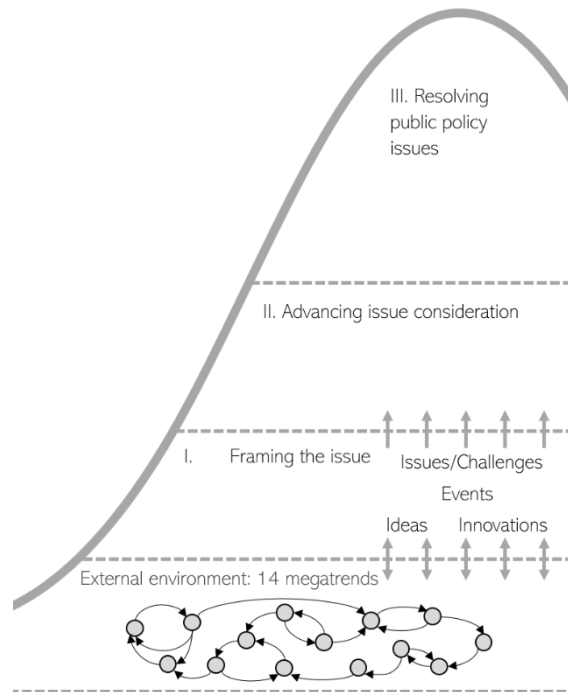 III. Resolving
public policy
issues
II. Advancing issue consideration
I. Framing the issue
Issues/Challenges
Events
Ideas Innovations
External environment: 14 megatrends